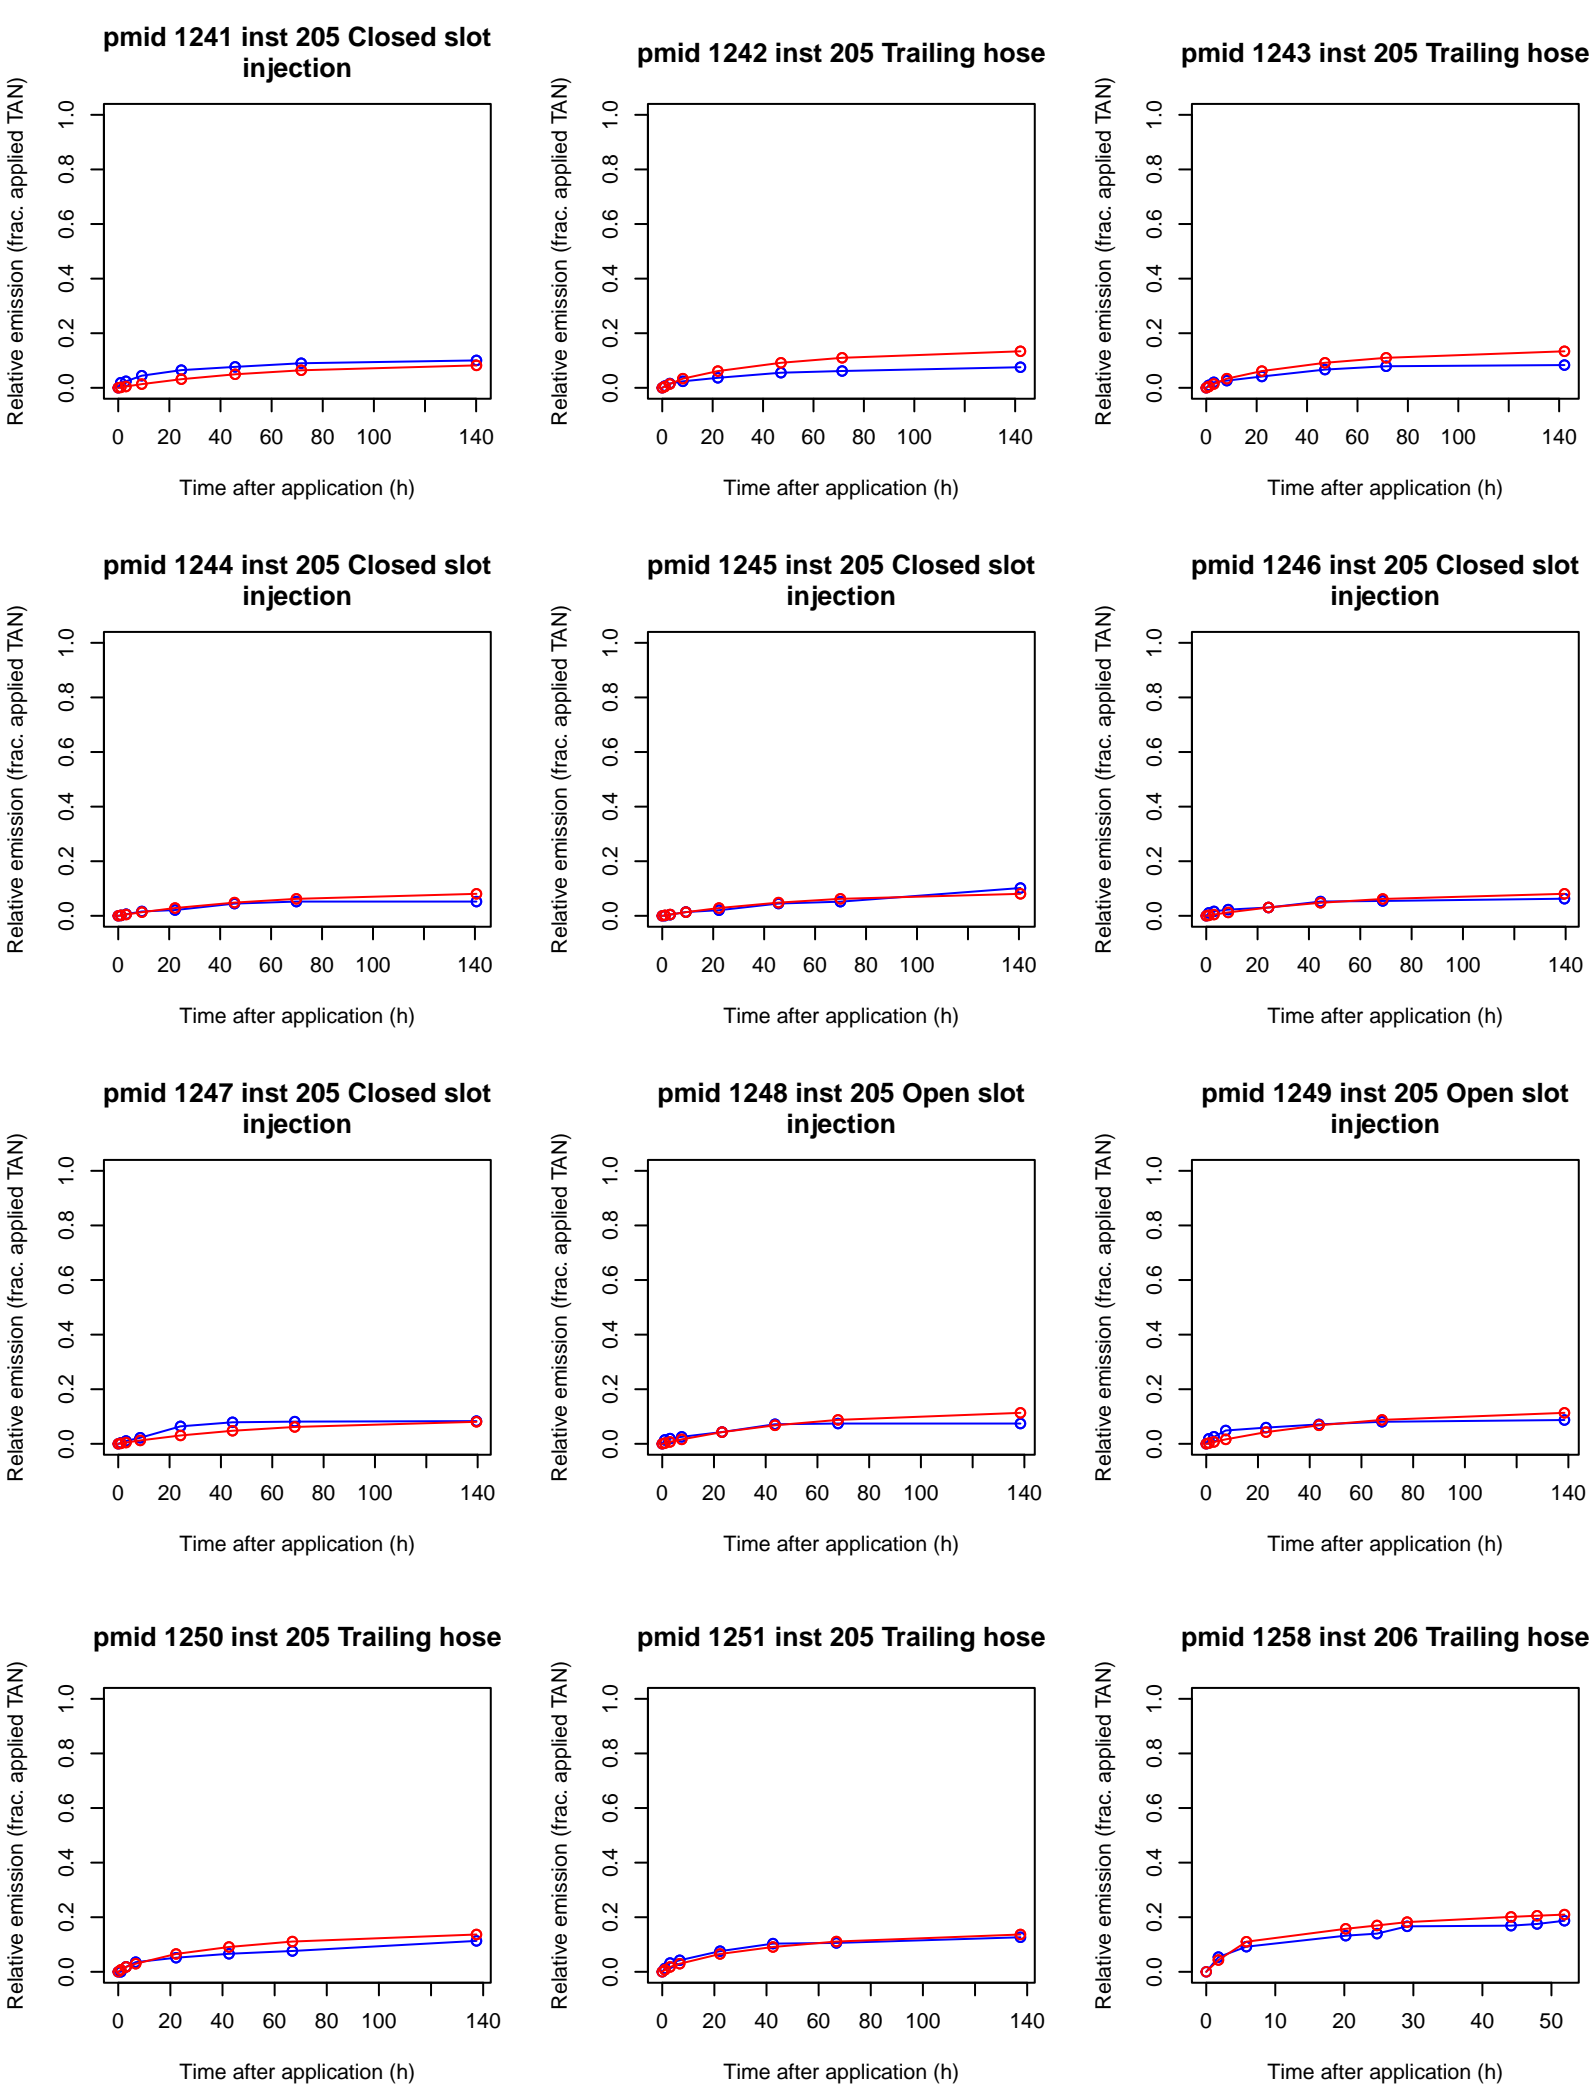 pmid 1241 inst 205 Closed slot
injection
Relative emission (frac. applied TAN)
1.0
0.8
0.6
0.4
0.2
0.0
0 20 40 60 80 100 140
Time after application (h)
pmid 1242 inst 205 Trailing hose
Relative emission (frac. applied TAN)
1.0
0.8
0.6
0.4
0.2
0.0
0 20 40 60 80 100 140
Time after application (h)
pmid 1243 inst 205 Trailing hose
Relative emission (frac. applied TAN)
1.0
0.8
0.6
0.4
0.2
0.0
0 20 40 60 80 100 140
Time after application (h)
pmid 1244 inst 205 Closed slot
injection
Relative emission (frac. applied TAN)
1.0
0.8
0.6
0.4
0.2
0.0
0 20 40 60 80 100 140
Time after application (h)
pmid 1245 inst 205 Closed slot
injection
Relative emission (frac. applied TAN)
1.0
0.8
0.6
0.4
0.2
0.0
0 20 40 60 80 100 140
Time after application (h)
pmid 1246 inst 205 Closed slot
injection
Relative emission (frac. applied TAN)
1.0
0.8
0.6
0.4
0.2
0.0
0 20 40 60 80 100 140
Time after application (h)
pmid 1247 inst 205 Closed slot
injection
Relative emission (frac. applied TAN)
1.0
0.8
0.6
0.4
0.2
0.0
0 20 40 60 80 100 140
Time after application (h)
pmid 1248 inst 205 Open slot
injection
Relative emission (frac. applied TAN)
1.0
0.8
0.6
0.4
0.2
0.0
0 20 40 60 80 100 140
Time after application (h)
pmid 1249 inst 205 Open slot
injection
Relative emission (frac. applied TAN)
1.0
0.8
0.6
0.4
0.2
0.0
0 20 40 60 80 100 140
Time after application (h)
pmid 1250 inst 205 Trailing hose
Relative emission (frac. applied TAN)
1.0
0.8
0.6
0.4
0.2
0.0
0 20 40 60 80 100 140
Time after application (h)
pmid 1251 inst 205 Trailing hose
Relative emission (frac. applied TAN)
1.0
0.8
0.6
0.4
0.2
0.0
0 20 40 60 80 100 140
Time after application (h)
pmid 1258 inst 206 Trailing hose
Relative emission (frac. applied TAN)
1.0
0.8
0.6
0.4
0.2
0.0
0 10 20 30 40 50
Time after application (h)